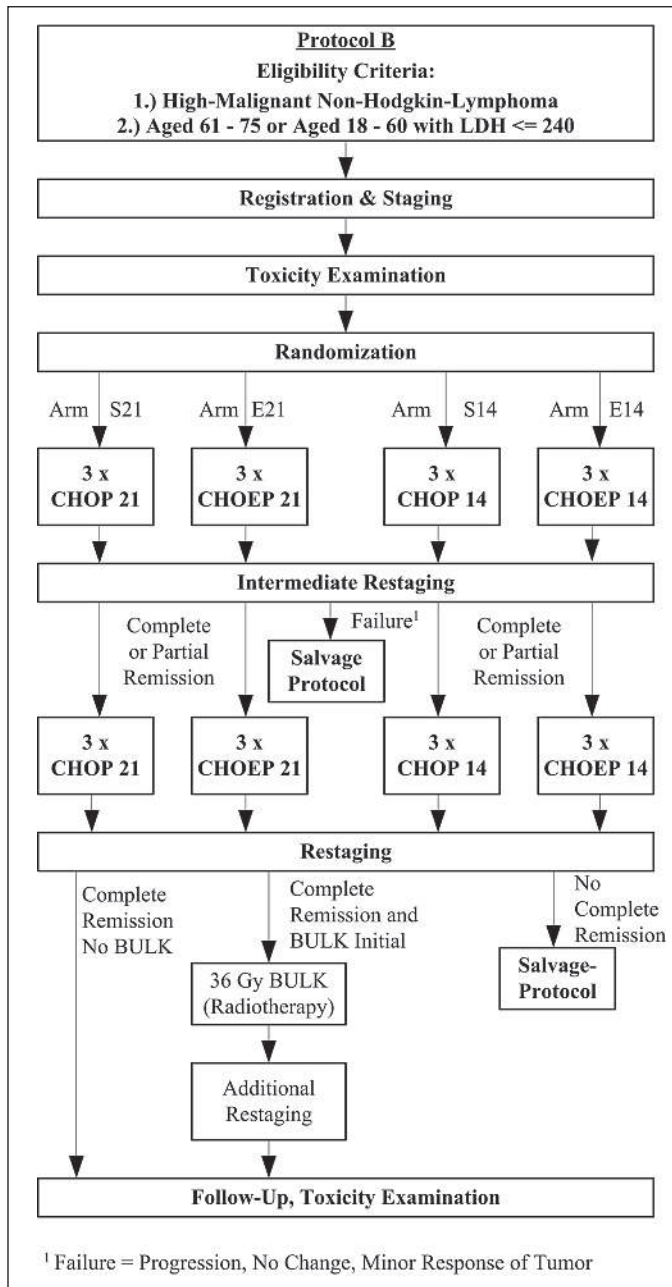 Protocol B
Eligibility Criteria:
1.) High-Malignant Non-Hodgkin-Lymphoma
2.) Aged 61 - 75 or Aged 18 - 60 with LDH <= 240
Registration & Staging
Toxicity Examination
Randomization
Arm S21
Arm E21
Arm S14
Arm E14
3 x
CHOP 21
3 x
CHOEP 21
3 x
CHOP 14
3 x
CHOEP 14
Intermediate Restaging
Complete
or Partial
Remission
Failure¹
Salvage
Protocol
Complete
or Partial
Remission
3 x
CHOP 21
3 x
CHOEP 21
3 x
CHOP 14
3 x
CHOEP 14
Restaging
Complete
Remission
No BULK
Complete
Remission and
BULK Initial
No
Complete
Remission
36 Gy BULK
(Radiotherapy)
Salvage-
Protocol
Additional
Restaging
Follow-Up, Toxicity Examination
¹ Failure = Progression, No Change, Minor Response of Tumor